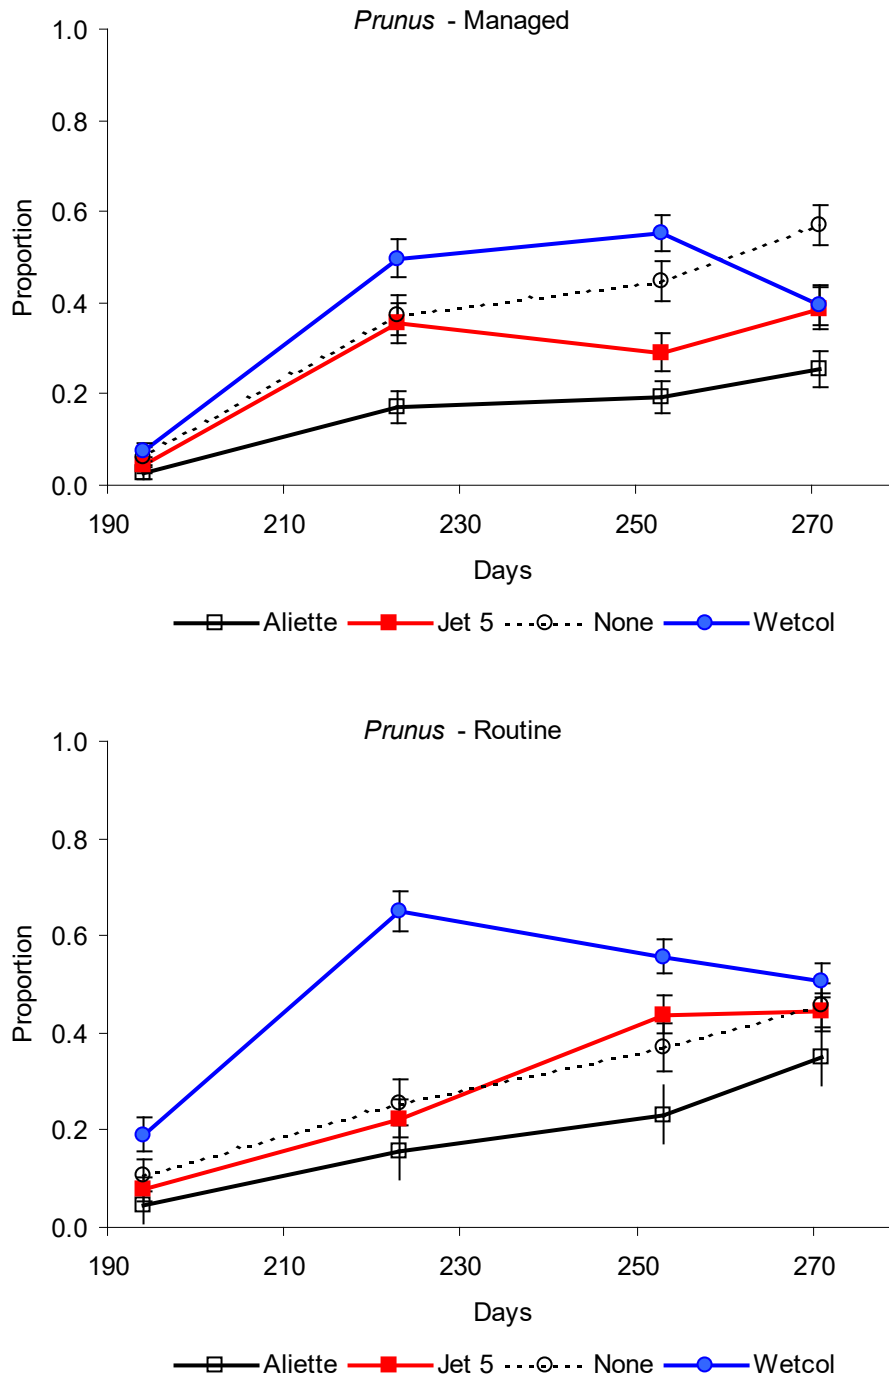 Prunus - Managed
1.0
0.8
0.6
0.4
0.2
0.0
Proportion
190 210 230 250 270
Days
Aliette Jet 5 None Wetcol
Prunus - Routine
1.0
0.8
0.6
0.4
0.2
0.0
Proportion
190 210 230 250 270
Days
Aliette Jet 5 None Wetcol